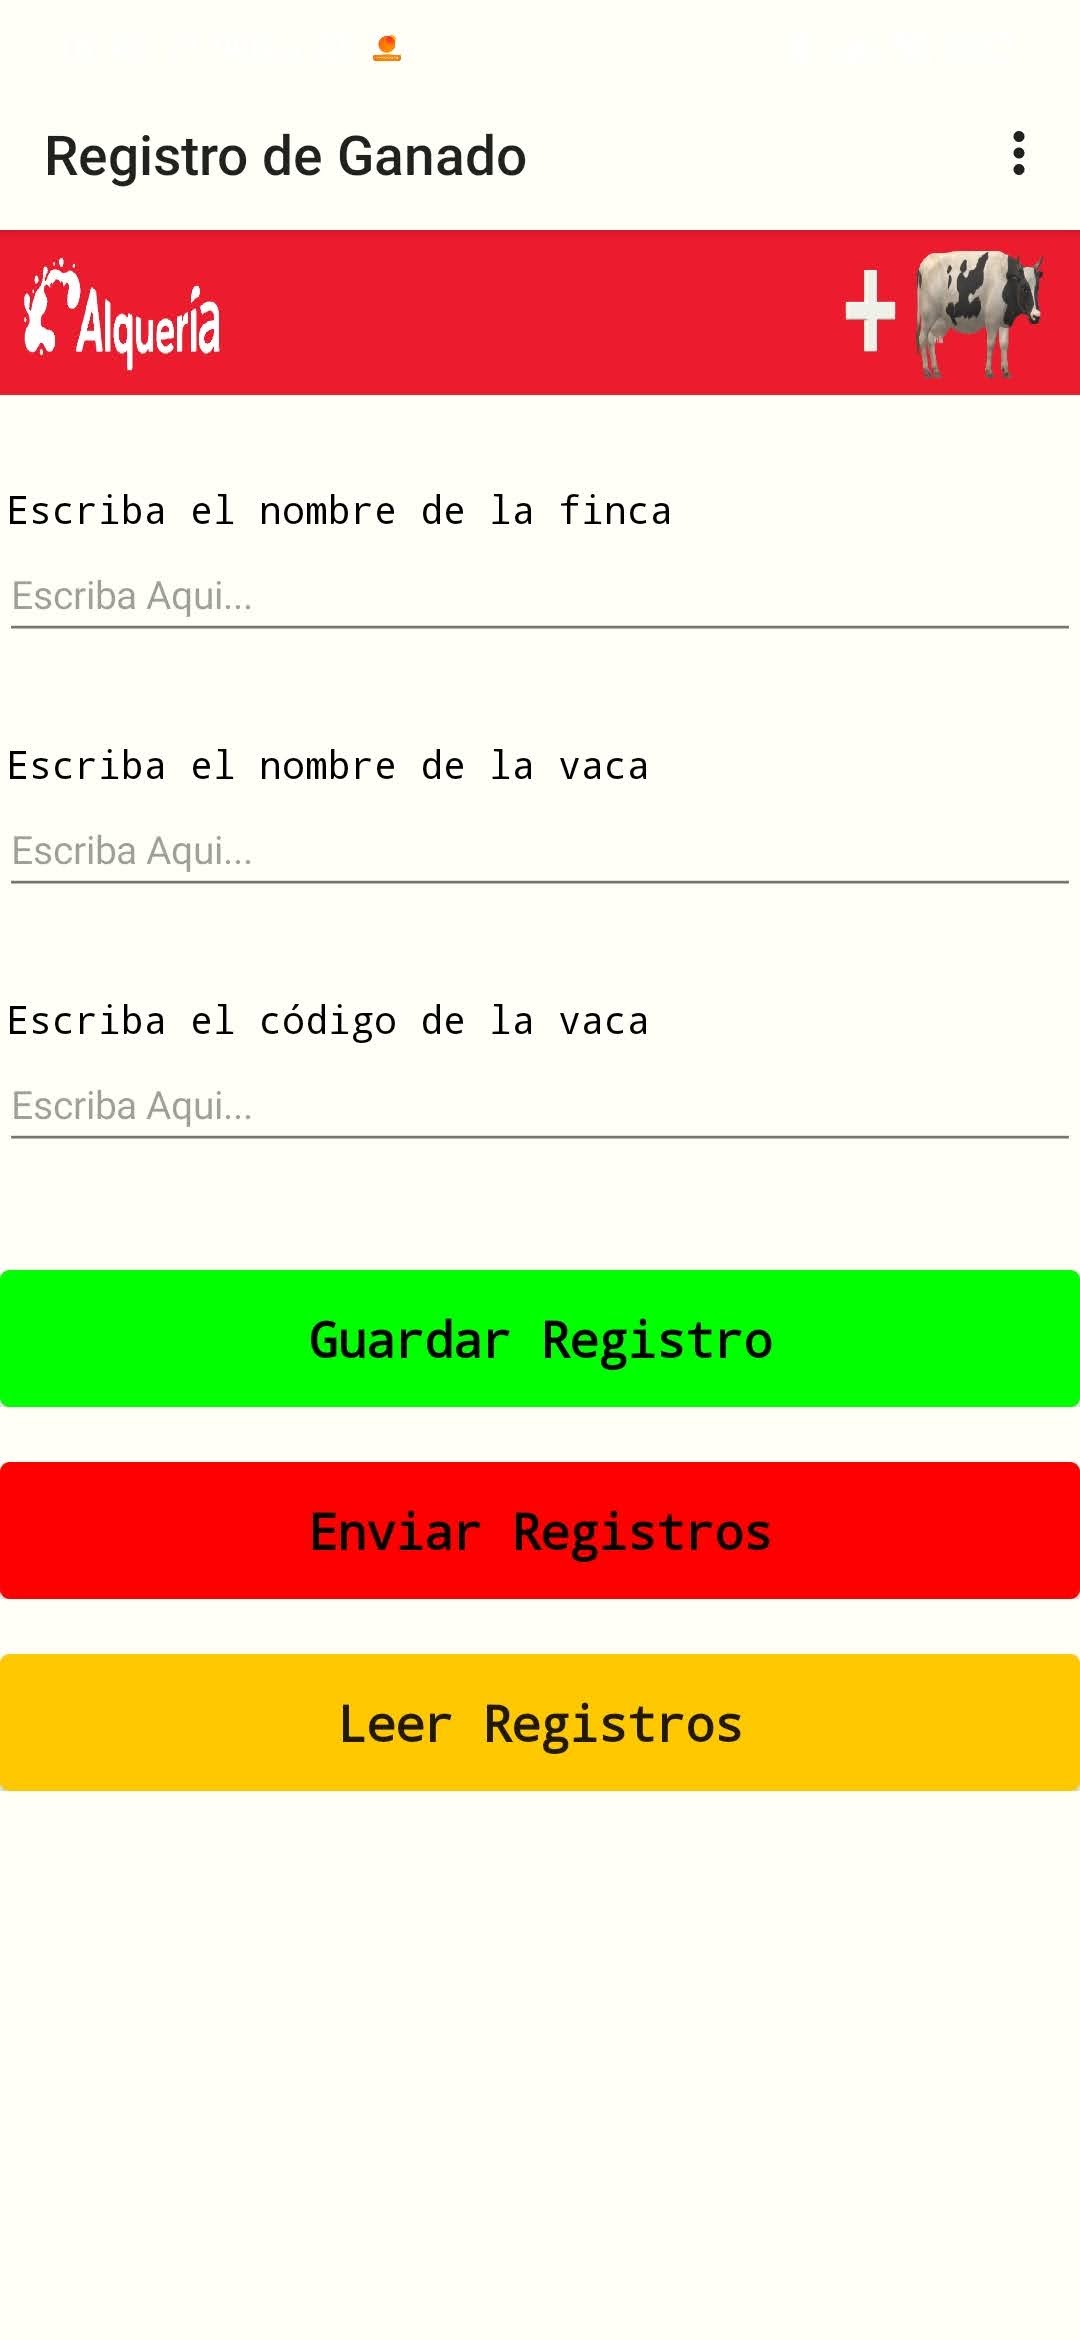 Registro de Ganado
Alquería
Escriba el nombre de la finca
Escriba Aqui...
Escriba el nombre de la vaca
Escriba Aqui...
Escriba el código de la vaca
Escriba Aqui...
Guardar Registro
Enviar Registros
Leer Registros